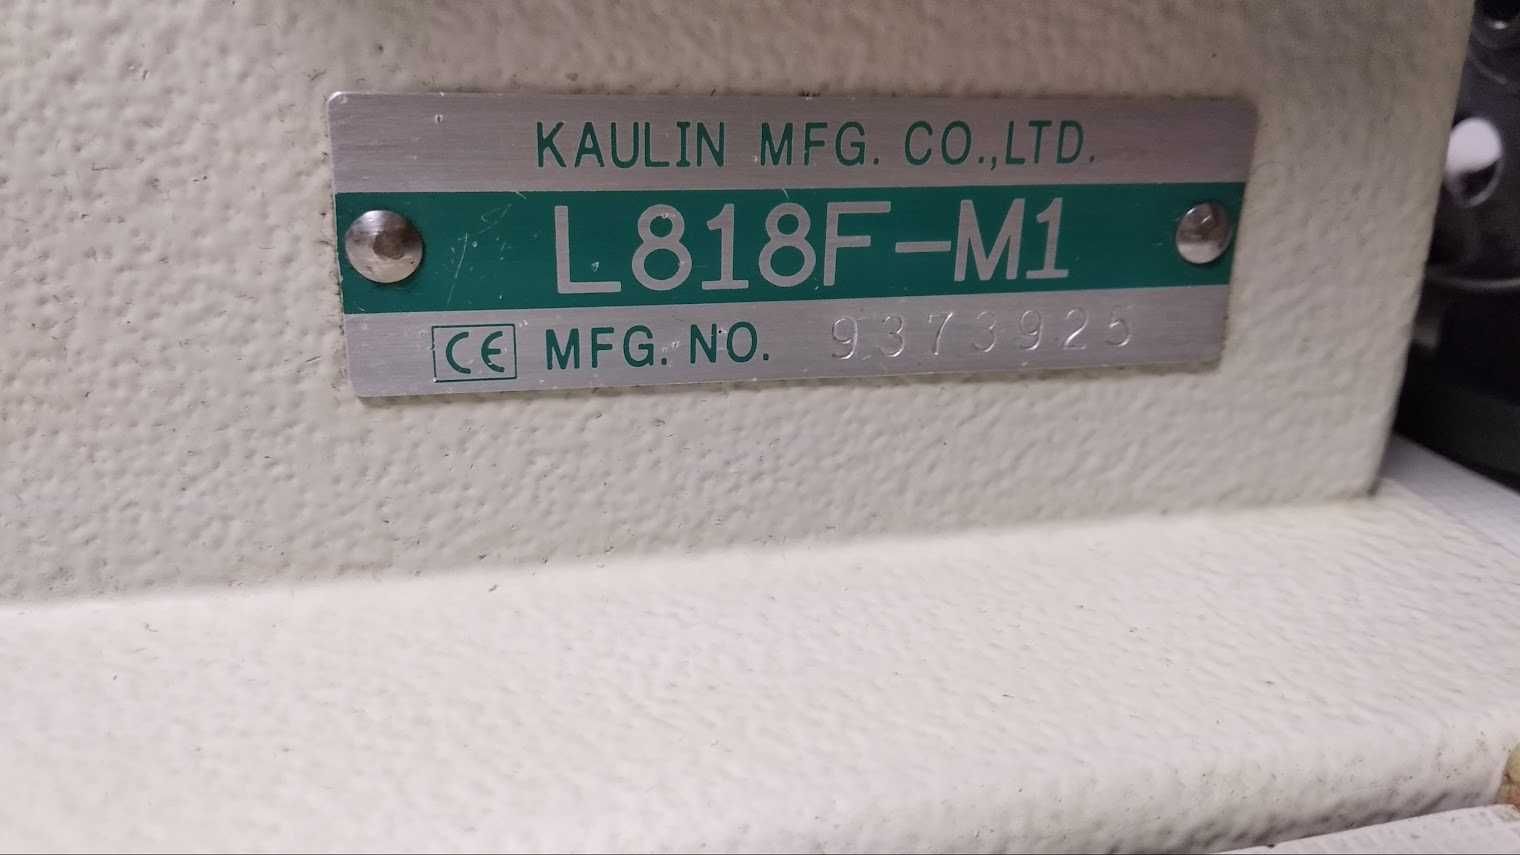 KAULIN MFG. CO.,LTD.
L818F-M1
CE MFG. NO. 9373925